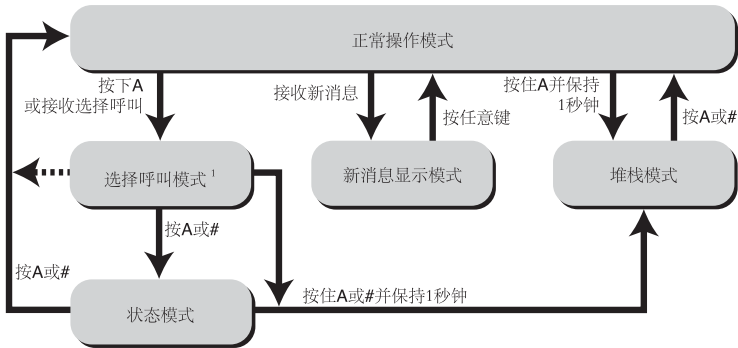 正常操作模式
按下A
或接收选择呼叫
接收新消息
按任意键
按住A并保持
1秒钟
按A或#
选择呼叫模式1
新消息显示模式
堆栈模式
按A或#
按A或#
按住A或#并保持1秒钟
状态模式